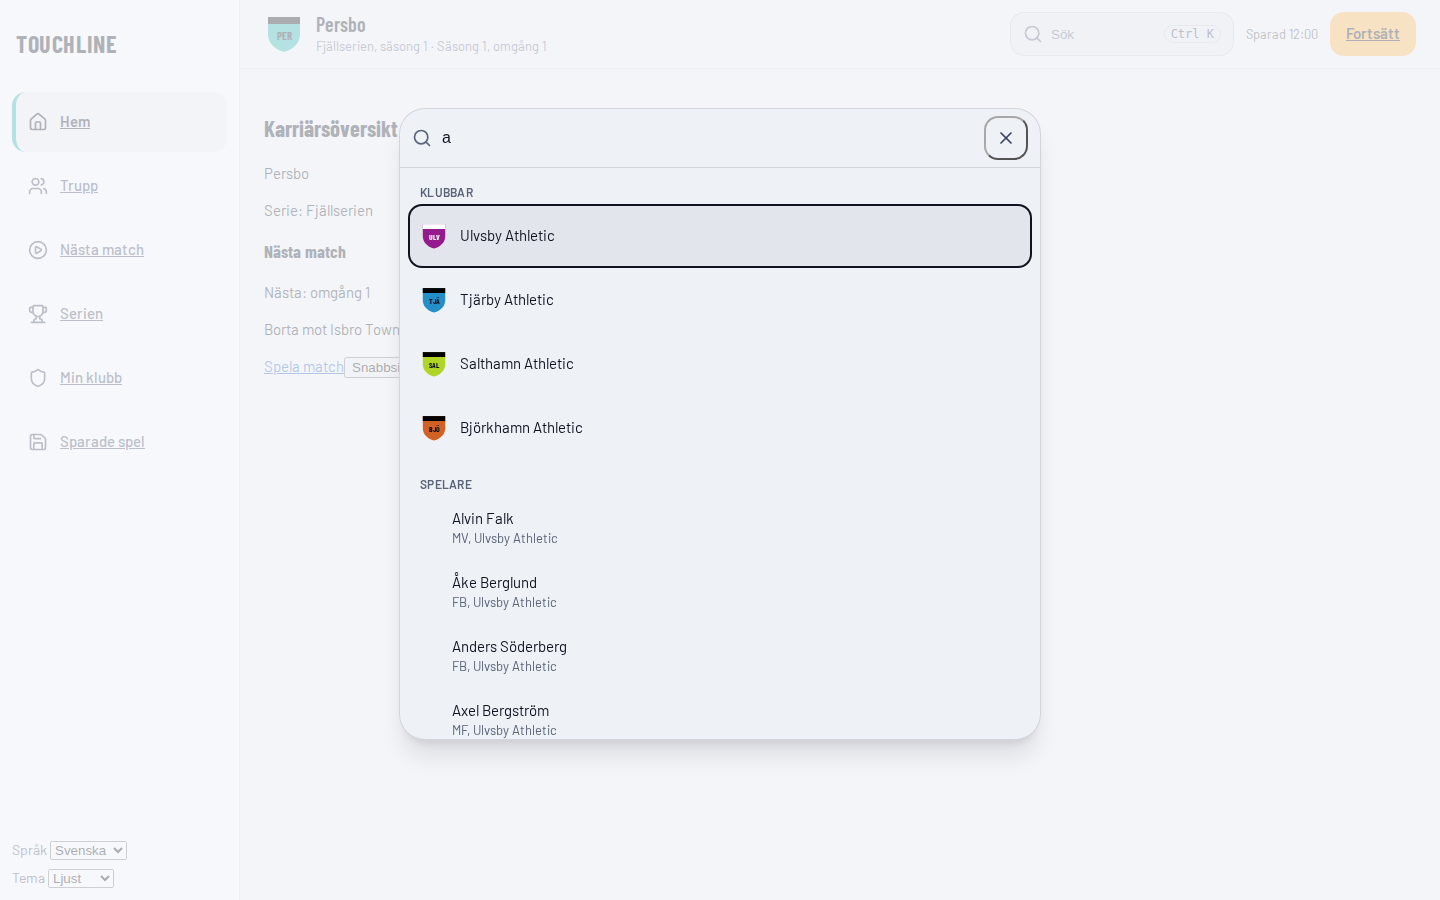 TOUCHLINE
Hem
Trupp
Nästa match
Serien
Min klubb
Sparade spel
Språk Svenska
Tema Ljust
PER
Persbo
Fjällserien, säsong 1 · Säsong 1, omgång 1
Sök
Ctrl K
Sparad 12:00
Fortsätt
Karriärsöversikt
Persbo
Serie: Fjällserien
Nästa match
Nästa: omgång 1
Borta mot Isbro Town
Spela match
a
KLUBBAR
ULV
Ulvsby Athletic
TJÄ
Tjärby Athletic
SAL
Salthamn Athletic
BJÖ
Björkhamn Athletic
SPELARE
Alvin Falk
MV, Ulvsby Athletic
Åke Berglund
FB, Ulvsby Athletic
Anders Söderberg
FB, Ulvsby Athletic
Axel Bergström
MF, Ulvsby Athletic